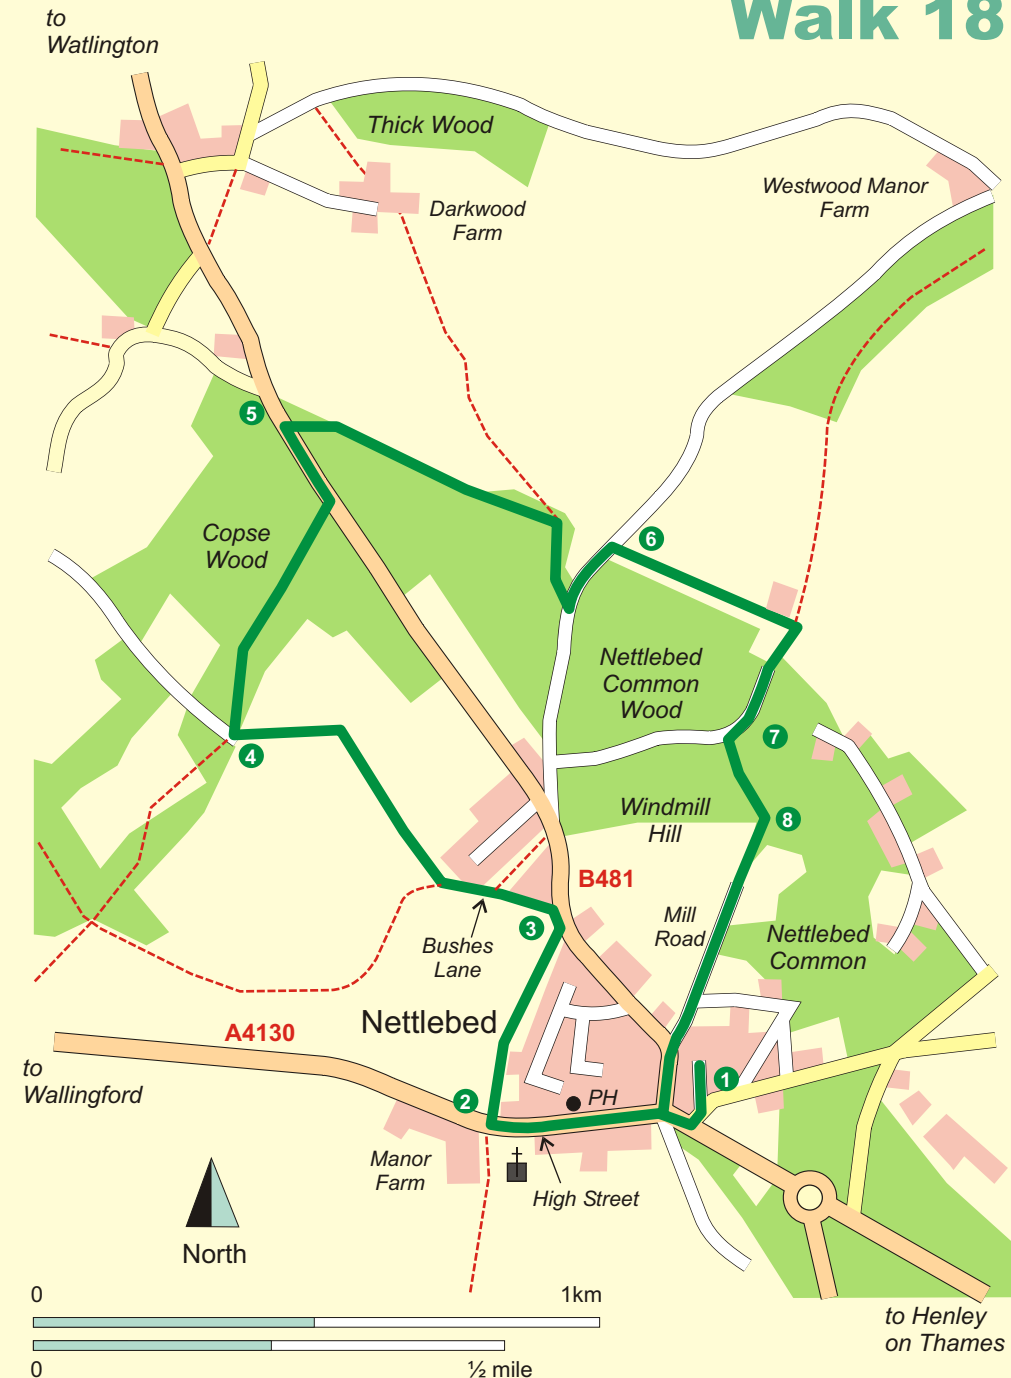 to
Watlington
Walk 18
Thick Wood
Westwood Manor
Farm
Darkwood
Farm
5
Copse
Wood
6
Nettlebed
Common
Wood
4
7
Windmill
Hill
8
B481
3
Bushes
Lane
Mill
Road
Nettlebed
Common
Nettlebed
A4130
to
Wallingford
2
PH
1
Manor
Farm
High Street
North
0
1km
0
½ mile
to Henley
on Thames